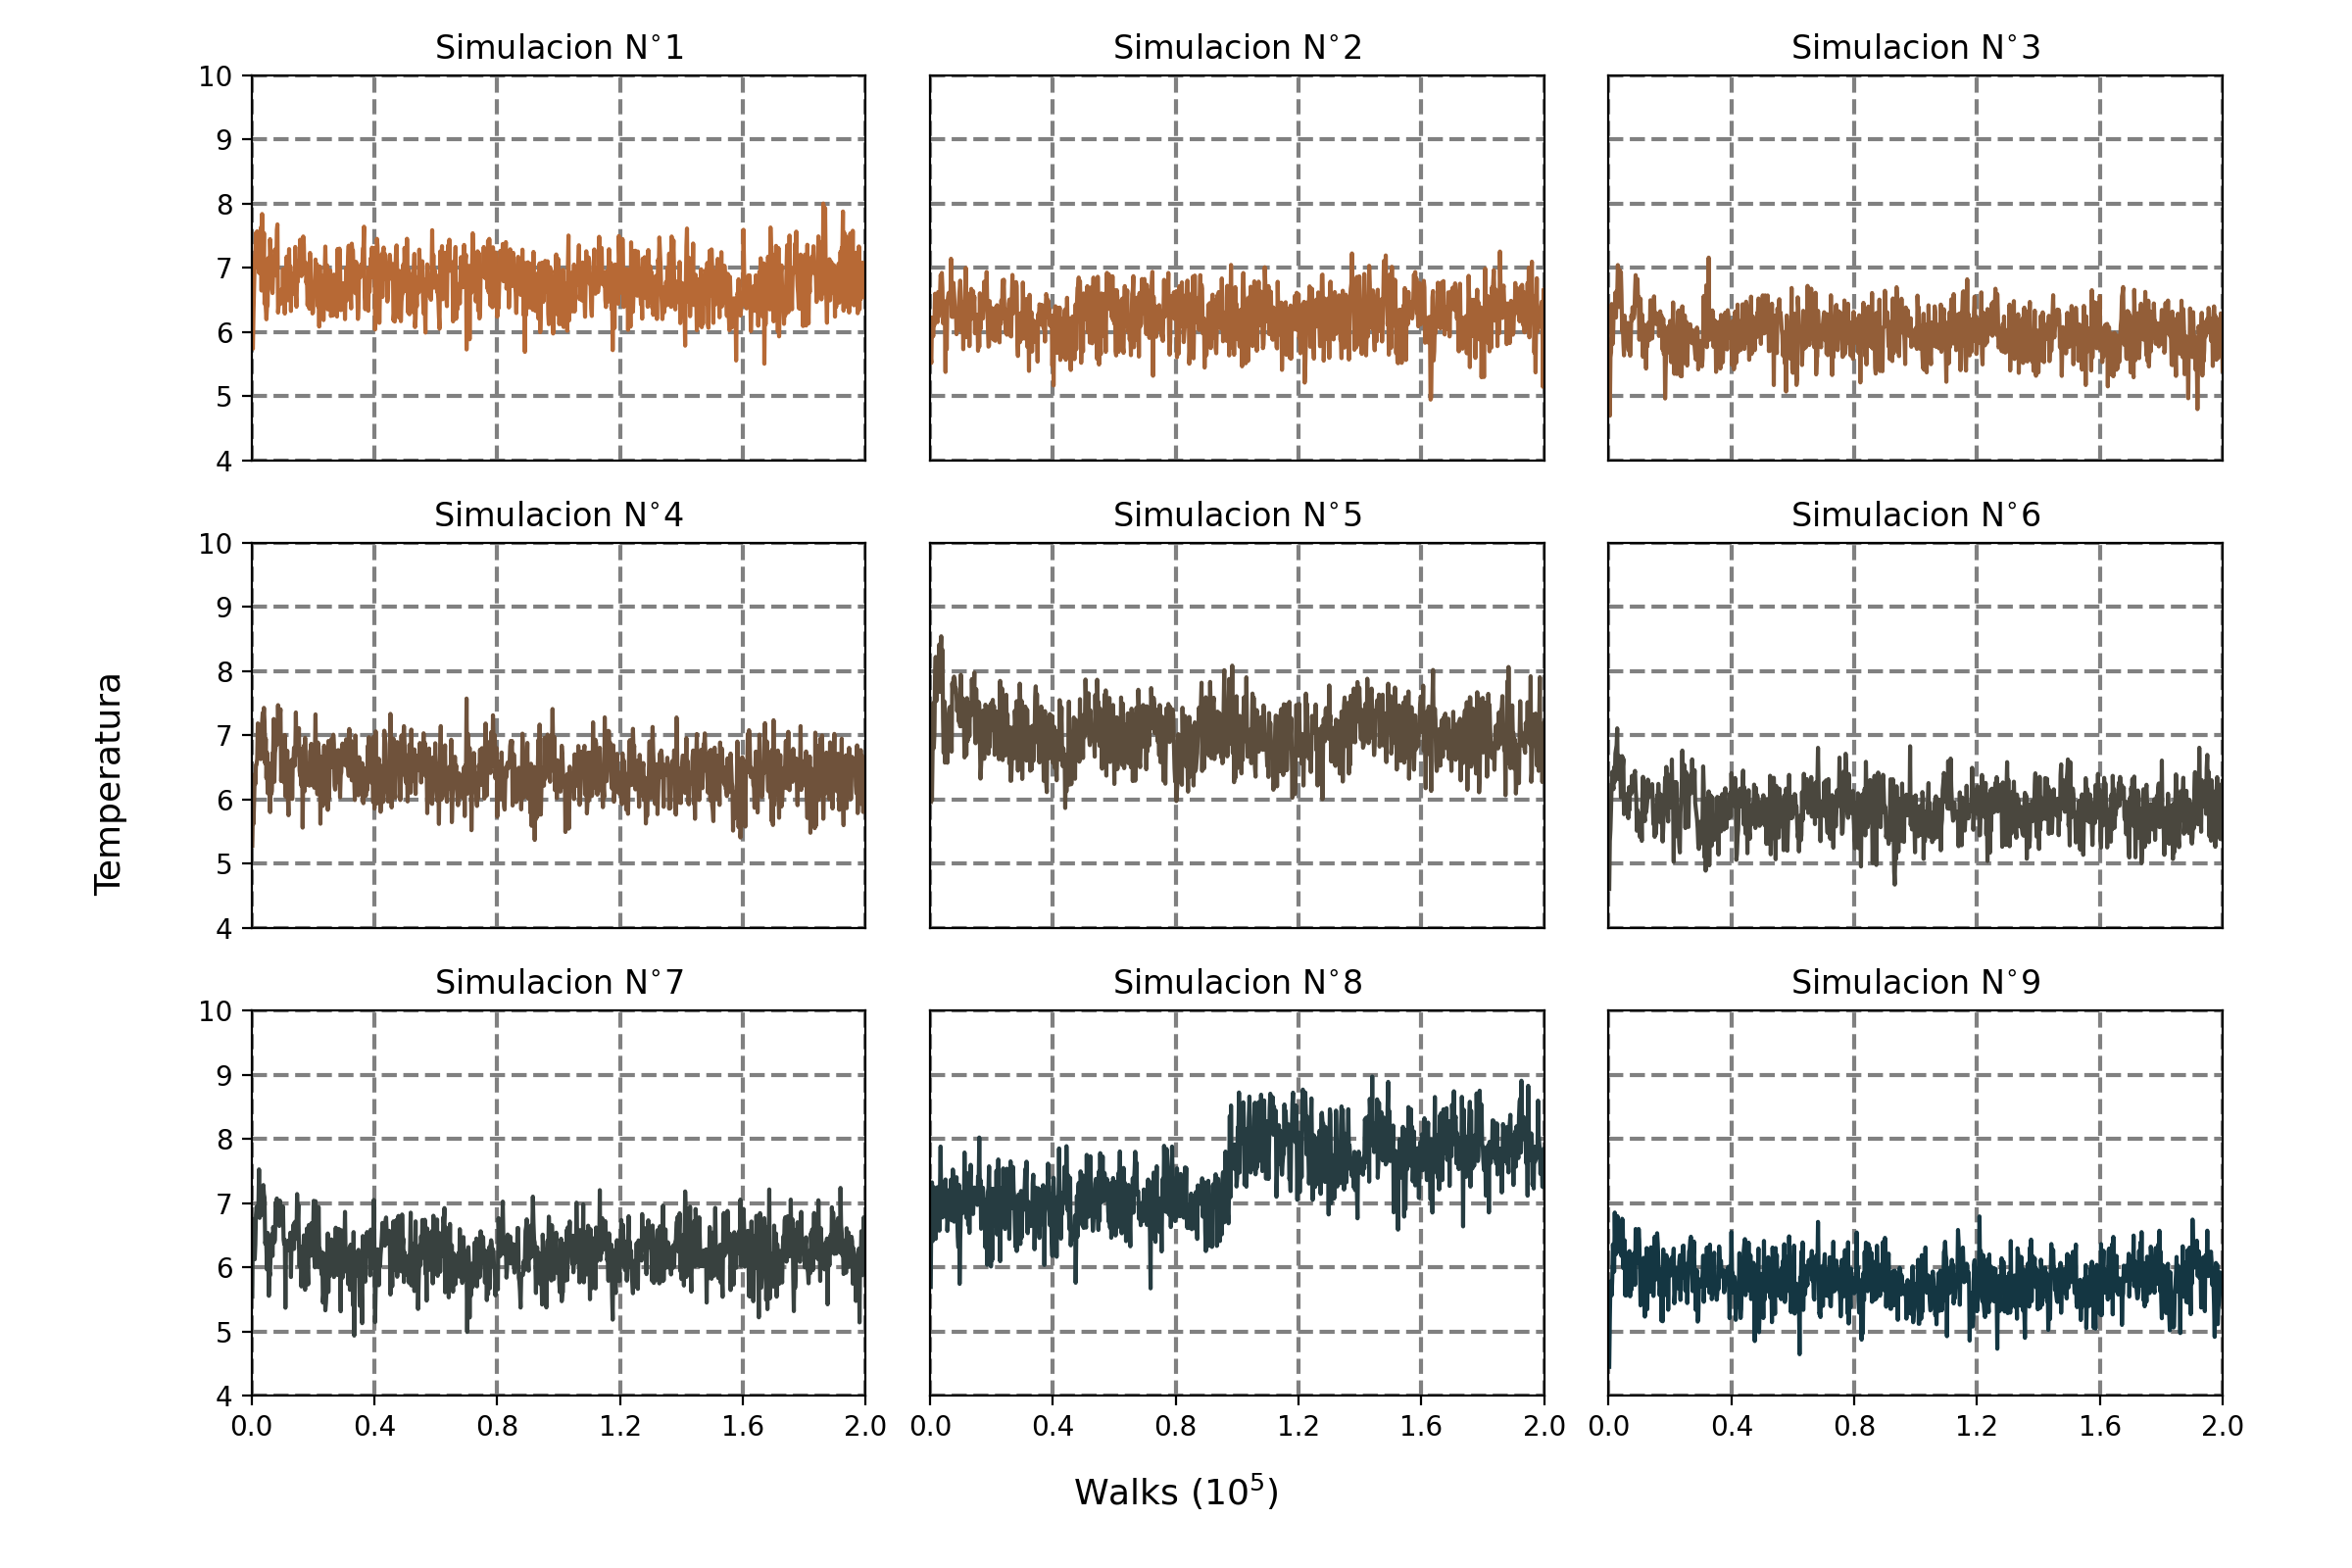 Simulacion N°1
Simulacion N°2
Simulacion N°3
10
9
8
7
6
5
4
Simulacion N°4
Simulacion N°5
Simulacion N°6
10
9
8
7
6
5
4
Temperatura
Simulacion N°7
Simulacion N°8
Simulacion N°9
10
9
8
7
6
5
4
0.0 0.4 0.8 1.2 1.6 2.0
0.0 0.4 0.8 1.2 1.6 2.0
0.0 0.4 0.8 1.2 1.6 2.0
Walks (10⁵)